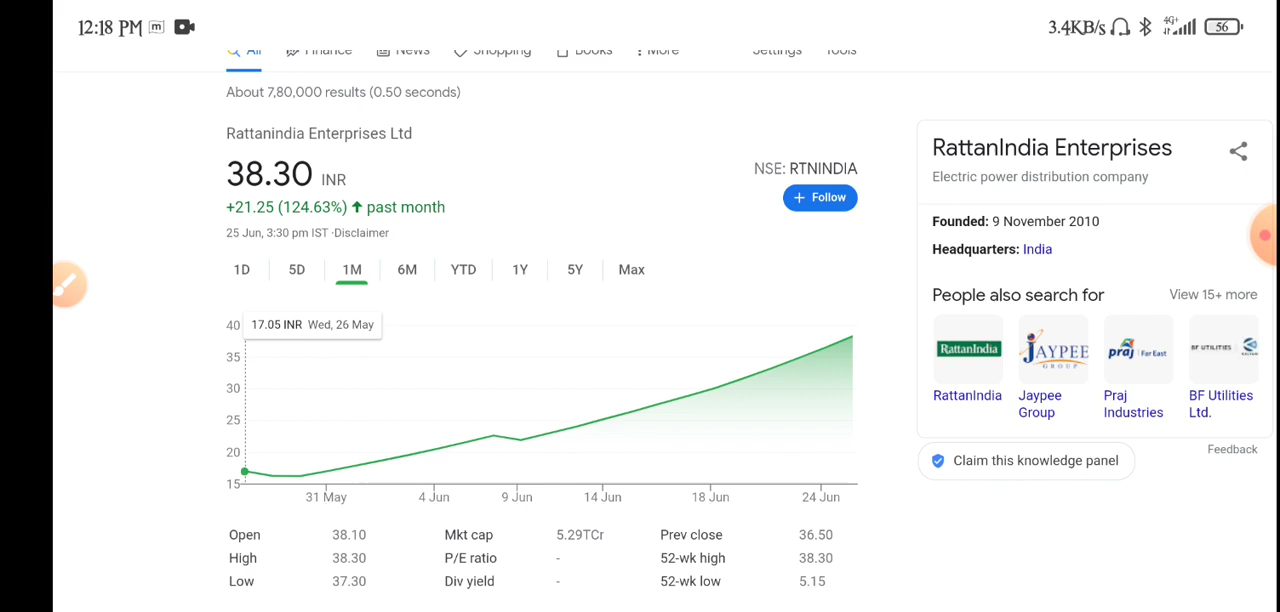 12:18 PM m
3.4KB/s 4G+ 56
All Finance News Shopping Books More Settings Tools
About 7,80,000 results (0.50 seconds)
Rattanindia Enterprises Ltd
38.30 INR
NSE: RTNINDIA
+21.25 (124.63%) ↑ past month
+ Follow
25 Jun, 3:30 pm IST ·Disclaimer
1D 5D 1M 6M YTD 1Y 5Y Max
17.05 INR Wed, 26 May
40
35
30
25
20
15
31 May 4 Jun 9 Jun 14 Jun 18 Jun 24 Jun
Open 38.10 Mkt cap 5.29TCr Prev close 36.50
High 38.30 P/E ratio - 52-wk high 38.30
Low 37.30 Div yield - 52-wk low 5.15
RattanIndia Enterprises
Electric power distribution company
Founded: 9 November 2010
Headquarters: India
People also search for View 15+ more
RattanIndia JAYPEE GROUP praj Far East BF UTILITIES
RattanIndia Jaypee Praj BF Utilities
Group Industries Ltd.
Feedback
Claim this knowledge panel